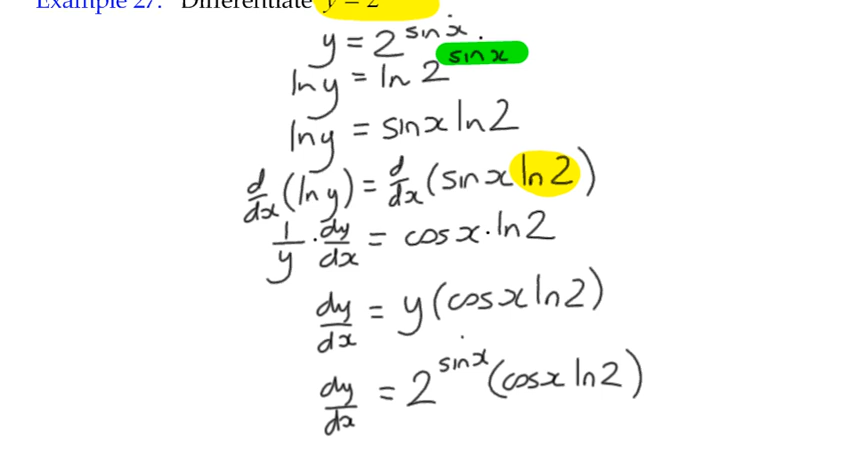 Example 27: Differentiate y = 2
y = 2^sin x.
ln y = ln 2^sin x
ln y = sin x ln 2
d/dx (ln y) = d/dx (sin x ln 2)
1/y · dy/dx = cos x · ln 2
dy/dx = y (cos x ln 2)
dy/dx = 2^sin x (cos x ln 2)